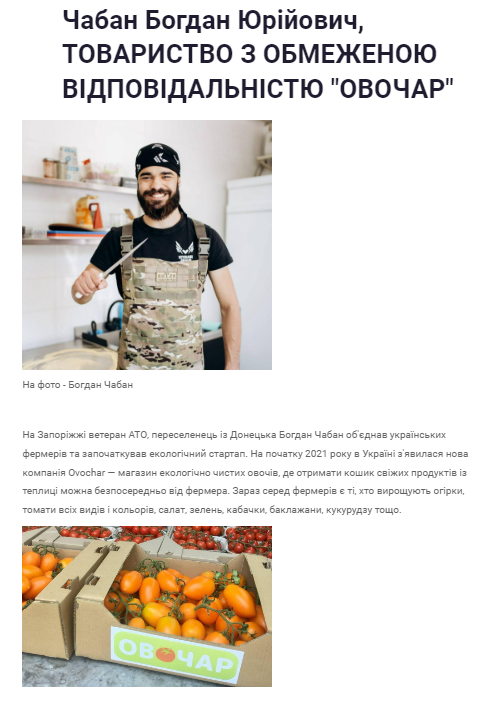 Чабан Богдан Юрійович,
ТОВАРИСТВО З ОБМЕЖЕНОЮ
ВІДПОВІДАЛЬНІСТЮ "ОВОЧАР"
На фото - Богдан Чабан
На Запоріжжі ветеран АТО, переселенець із Донецька Богдан Чабан об'єднав українських
фермерів та започаткував екологічний стартап. На початку 2021 року в Україні з'явилася нова
компанія Ovochar — магазин екологічно чистих овочів, де отримати кошик свіжих продуктів із
теплиці можна безпосередньо від фермера. Зараз серед фермерів є ті, хто вирощують огірки,
томати всіх видів і кольорів, салат, зелень, кабачки, баклажани, кукурудзу тощо.
ОВОЧАР